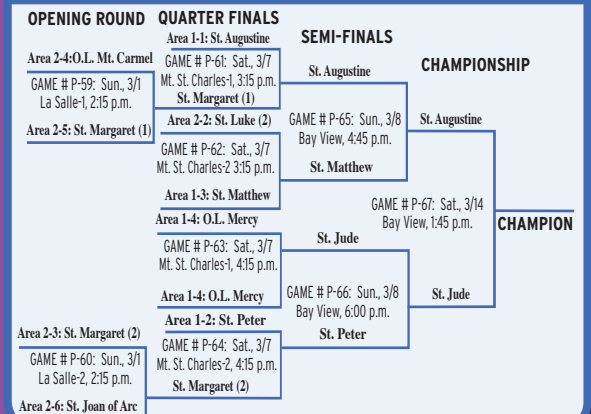 OPENING ROUND
Area 2-4:O.L. Mt. Carmel
GAME # P-59: Sun., 3/1
La Salle-1, 2:15 p.m.
Area 2-5: St. Margaret (1)
Area 2-3: St. Margaret (2)
GAME # P-60: Sun., 3/1
La Salle-2, 2:15 p.m.
Area 2-6: St. Joan of Arc
QUARTER FINALS
Area 1-1: St. Augustine
GAME # P-61: Sat., 3/7
Mt. St. Charles-1, 3:15 p.m.
St. Margaret (1)
Area 2-2: St. Luke (2)
GAME # P-62: Sat., 3/7
Mt. St. Charles-2 3:15 p.m.
Area 1-3: St. Matthew
Area 1-4: O.L. Mercy
GAME # P-63: Sat., 3/7
Mt. St. Charles-1, 4:15 p.m.
Area 1-4: O.L. Mercy
Area 1-2: St. Peter
GAME # P-64: Sat., 3/7
Mt. St. Charles-2, 4:15 p.m.
St. Margaret (2)
SEMI-FINALS
St. Augustine
GAME # P-65: Sun., 3/8
Bay View, 4:45 p.m.
St. Matthew
St. Jude
GAME # P-66: Sun., 3/8
Bay View, 6:00 p.m.
St. Peter
CHAMPIONSHIP
St. Augustine
GAME # P-67: Sat., 3/14
Bay View, 1:45 p.m.
St. Jude
CHAMPION